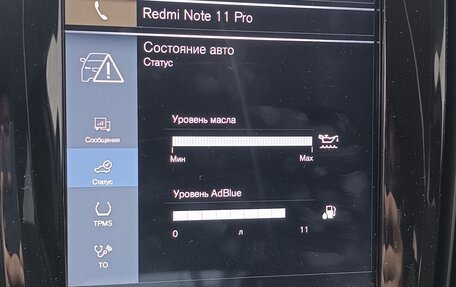 Redmi Note 11 Pro
Состояние авто
Статус
Сообщения
Статус
TPMS
ТО
Уровень масла
Мин Max
Уровень AdBlue
0 л 11